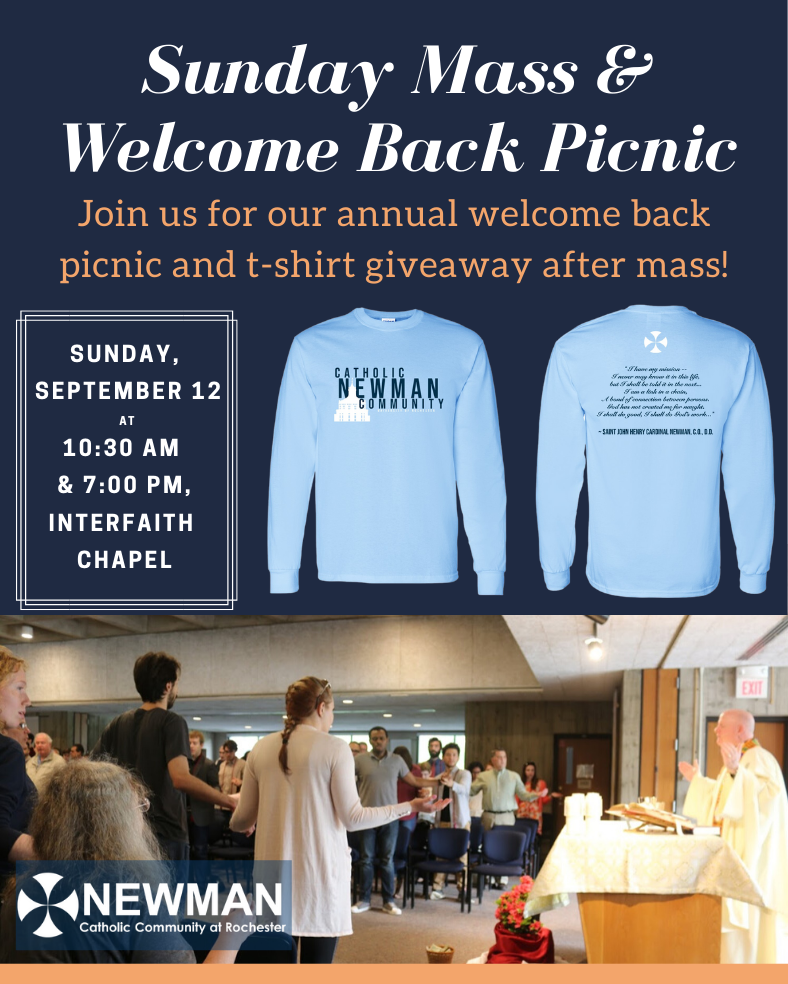 Sunday Mass &
Welcome Back Picnic
Join us for our annual welcome back
picnic and t-shirt giveaway after mass!
SUNDAY,
SEPTEMBER 12
AT
10:30 AM
& 7:00 PM,
INTERFAITH
CHAPEL
CATHOLIC
NEWMAN
COMMUNITY
"I have my mission --
I never may know it in this life,
but I shall be told it in the next...
I am a link in a chain,
A bond of connection between persons.
God has not created me for naught.
I shall do good, I shall do God's work..."
~ SAINT JOHN HENRY CARDINAL NEWMAN, C.O., D.D.
EXIT
NEWMAN
Catholic Community at Rochester